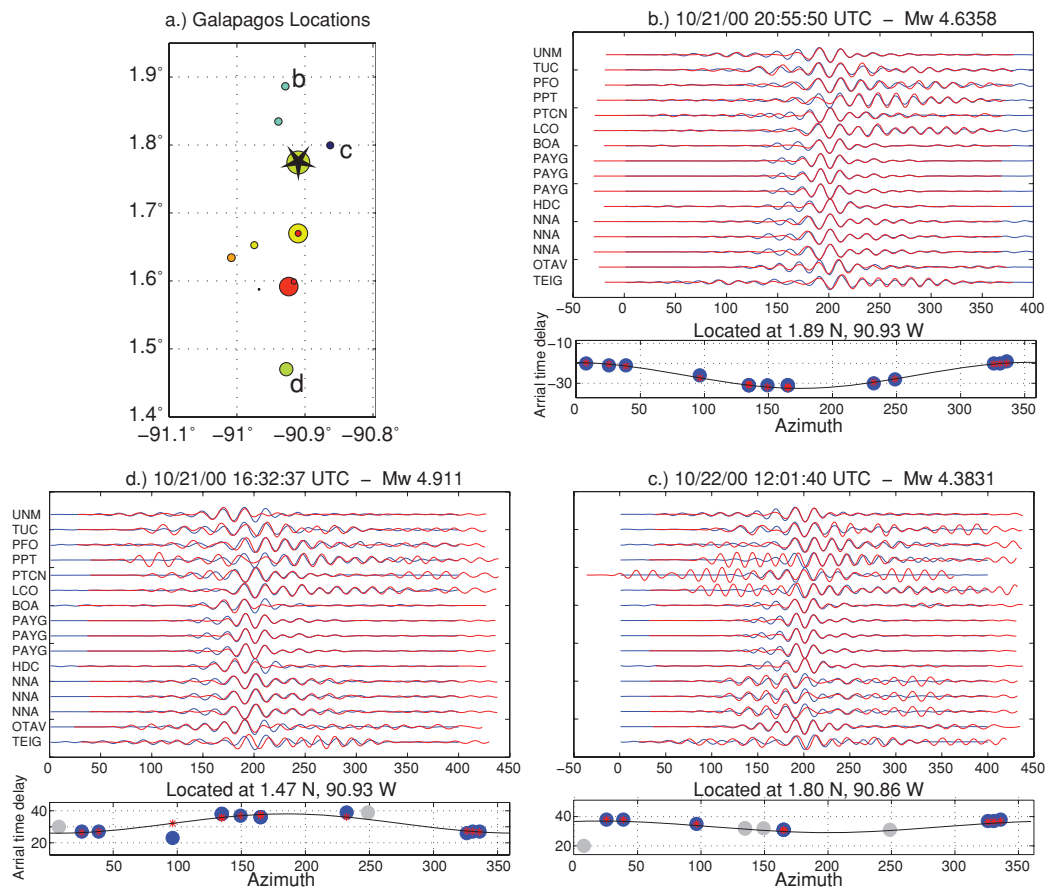 a.) Galapagos Locations
1.9°
1.8°
1.7°
1.6°
1.5°
1.4°
b
c
d
−91.1° −91° −90.9° −90.8°
b.) 10/21/00 20:55:50 UTC − Mw 4.6358
UNM
TUC
PFO
PPT
PTCN
LCO
BOA
PAYG
PAYG
PAYG
HDC
NNA
NNA
NNA
OTAV
TEIG
−50 0 50 100 150 200 250 300 350 400
Located at 1.89 N, 90.93 W
Arrial time delay
−10
−30
0 50 100 150 200 250 300 350
Azimuth
d.) 10/21/00 16:32:37 UTC − Mw 4.911
UNM
TUC
PFO
PPT
PTCN
LCO
BOA
PAYG
PAYG
PAYG
HDC
NNA
NNA
NNA
OTAV
TEIG
0 50 100 150 200 250 300 350 400 450
Located at 1.47 N, 90.93 W
Arrial time delay
40
20
50 100 150 200 250 300 350
Azimuth
c.) 10/22/00 12:01:40 UTC − Mw 4.3831
−50 0 50 100 150 200 250 300 350 400 450
Located at 1.80 N, 90.86 W
40
20
0 50 100 150 200 250 300 350
Azimuth